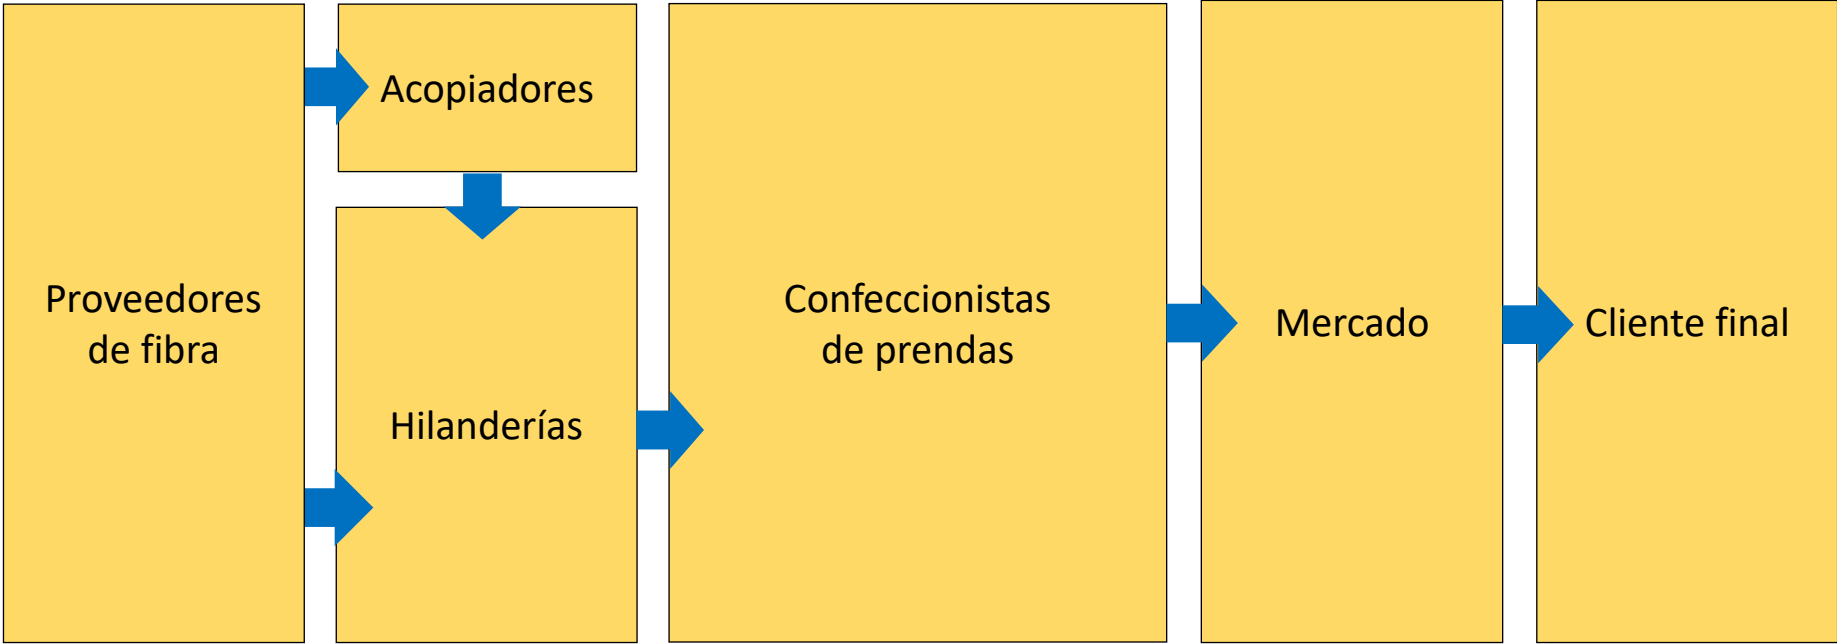 Proveedores
de fibra
Acopiadores
Hilanderías
Confeccionistas
de prendas
Mercado
Cliente final